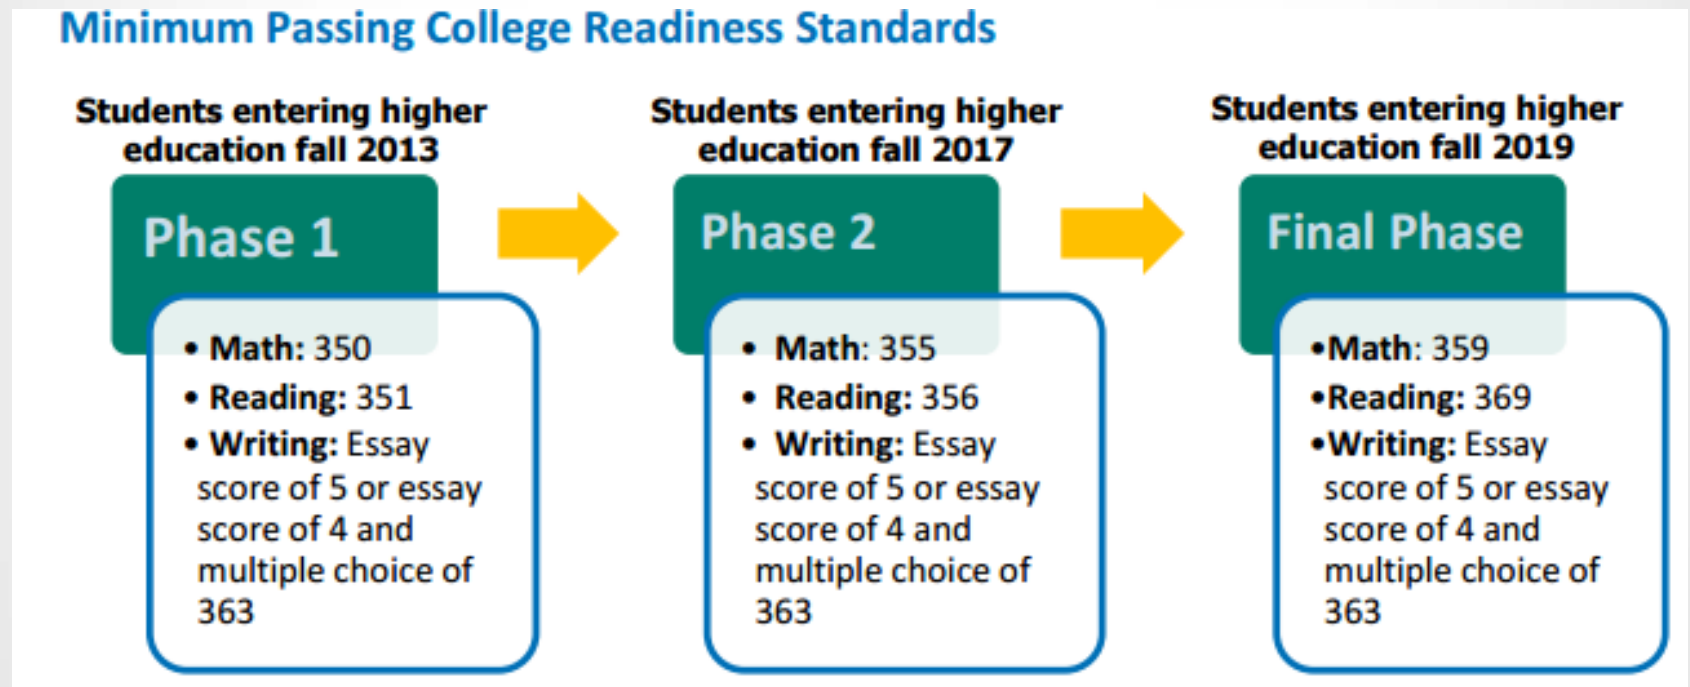 Minimum Passing College Readiness Standards
Students entering higher
education fall 2013
Phase 1
• Math: 350
• Reading: 351
• Writing: Essay
score of 5 or essay
score of 4 and
multiple choice of
363
Students entering higher
education fall 2017
Phase 2
• Math: 355
• Reading: 356
• Writing: Essay
score of 5 or essay
score of 4 and
multiple choice of
363
Students entering higher
education fall 2019
Final Phase
•Math: 359
•Reading: 369
•Writing: Essay
score of 5 or essay
score of 4 and
multiple choice of
363